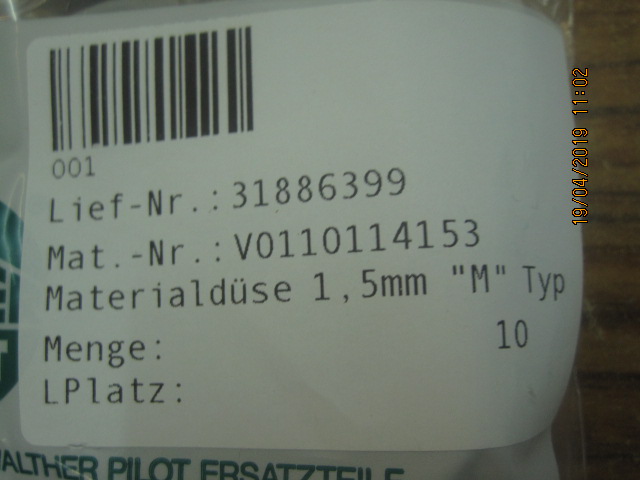 001
Lief-Nr.: 31886399
Mat.-Nr.: V0110114153
Materialdüse 1,5mm "M" Typ
Menge: 10
LPlatz:
ALTHER PILOT ERSATZTEILE
19/04/2019 11:02